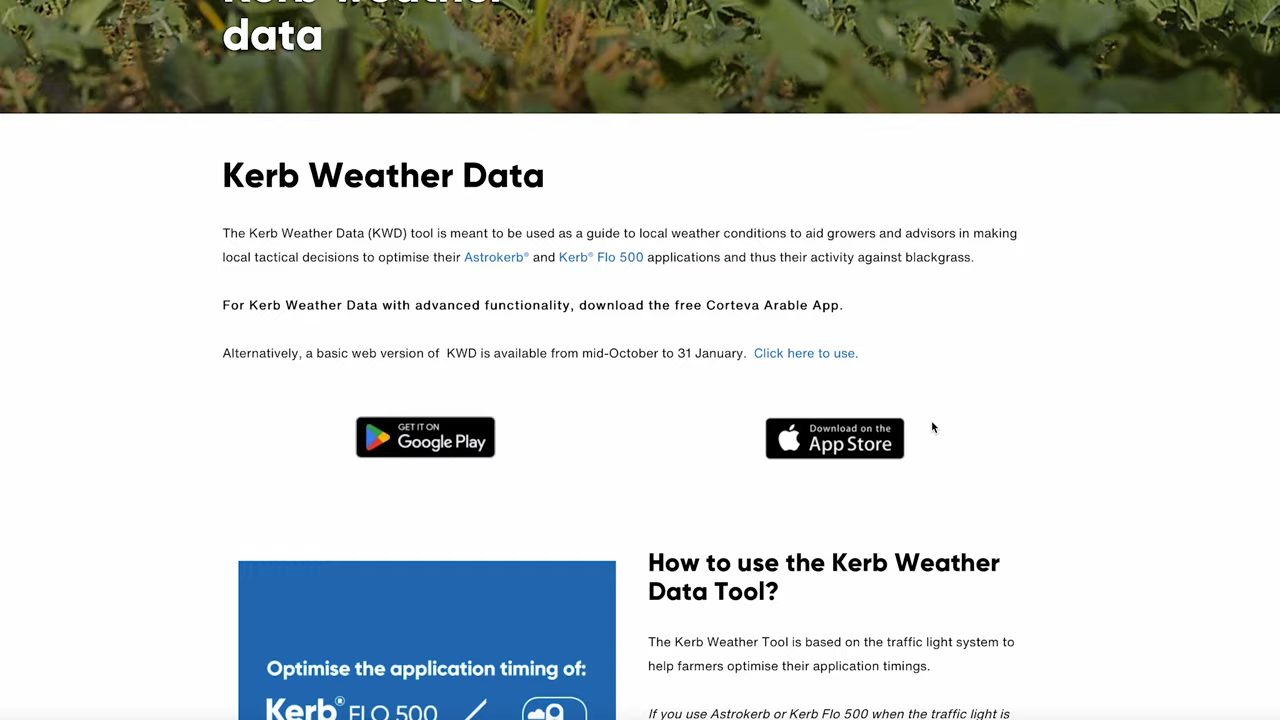 Kerb weather
data
Kerb Weather Data
The Kerb Weather Data (KWD) tool is meant to be used as a guide to local weather conditions to aid growers and advisors in making
local tactical decisions to optimise their Astrokerb® and Kerb® Flo 500 applications and thus their activity against blackgrass.
For Kerb Weather Data with advanced functionality, download the free Corteva Arable App.
Alternatively, a basic web version of KWD is available from mid-October to 31 January. Click here to use.
GET IT ON
Google Play
Download on the
App Store
How to use the Kerb Weather
Data Tool?
The Kerb Weather Tool is based on the traffic light system to
help farmers optimise their application timings.
If you use Astrokerb or Kerb Flo 500 when the traffic light is
Optimise the application timing of:
Kerb® FLO 500